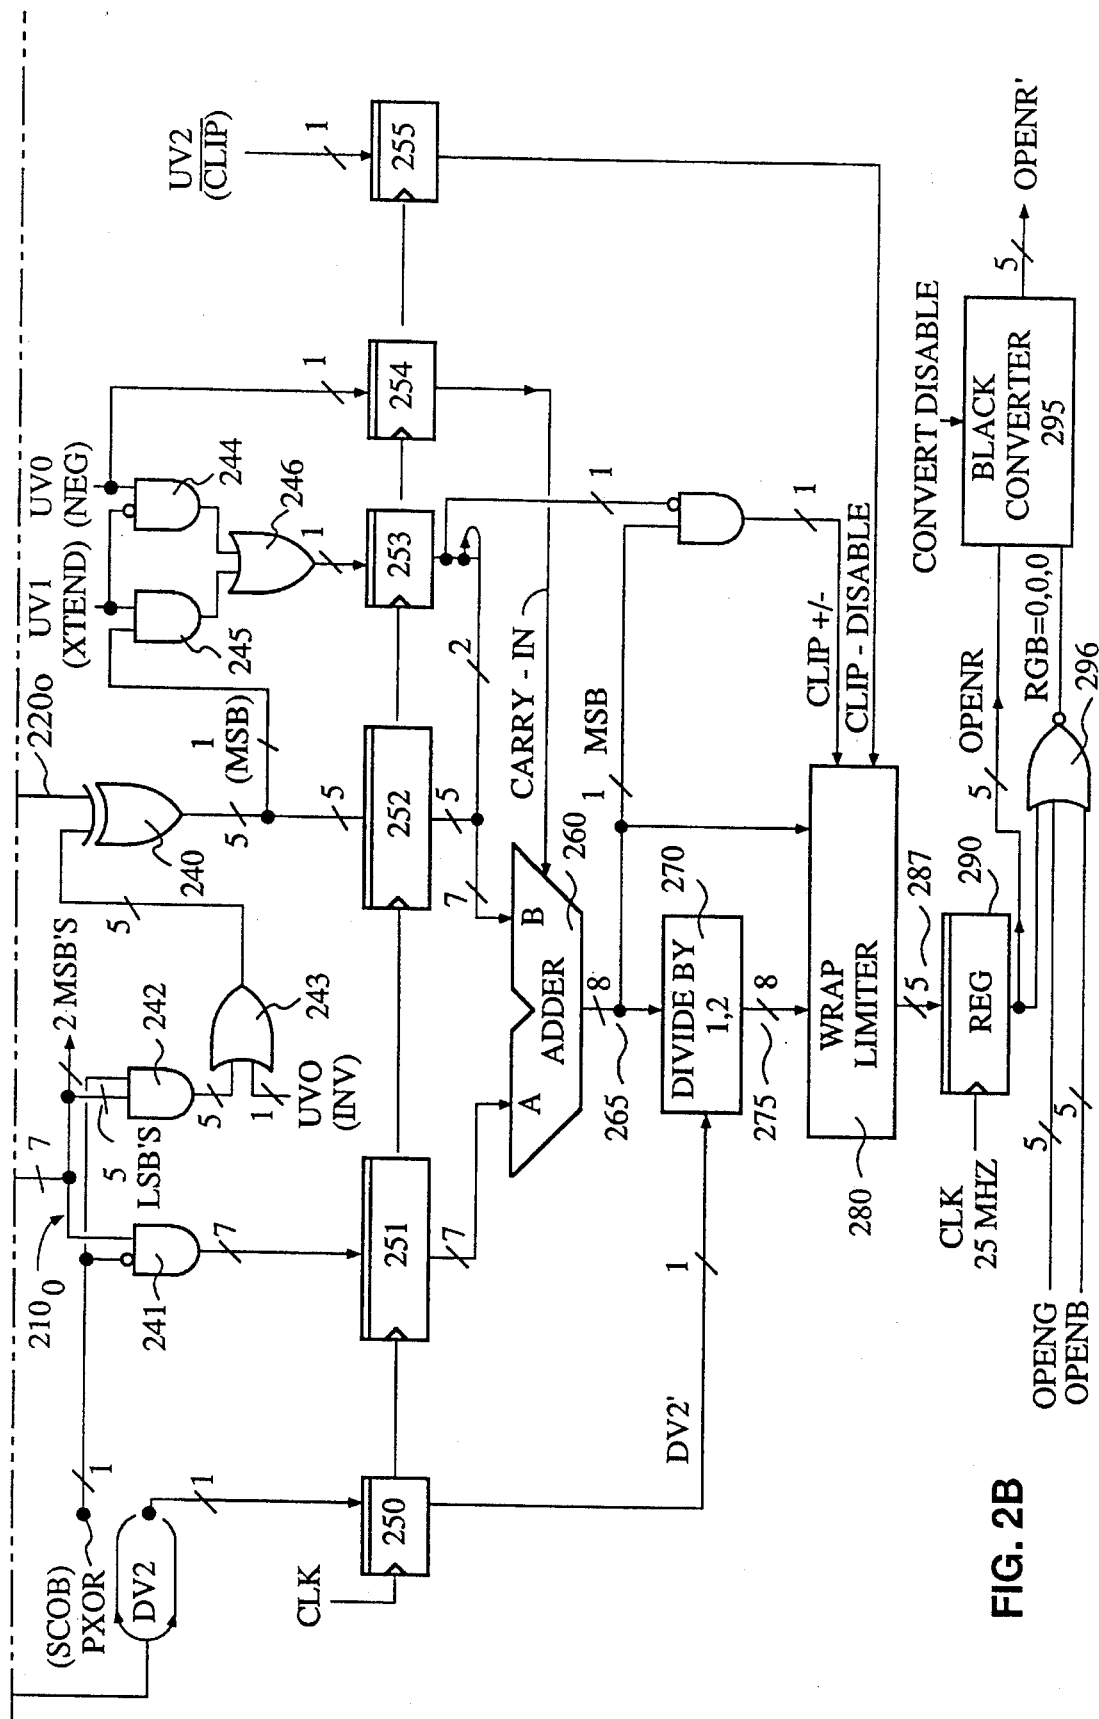 (SCOB)
PXOR
1
DV2
1
210₀
7
2 MSB'S
5
LSB'S
241
242
7
5
1
UVO
(INV)
243
5
220o
240
5
1
(MSB)
5
UV1
(XTEND)
UV0
(NEG)
245
244
246
1
1
UV2
(CLIP)
1
CLK
250
251
252
253
254
255
7
5
7
2
CARRY - IN
A
B
ADDER
260
8
265
1
MSB
1
DV2'
1
DIVIDE BY
1,2
270
8
275
1
CLIP +/-
CLIP - DISABLE
WRAP
LIMITER
280
5
287
CLK
25 MHZ
REG
290
5
OPENR
CONVERT DISABLE
BLACK
CONVERTER
295
5
OPENR'
RGB=0,0,0
296
OPENG
5
OPENB
5
FIG. 2B